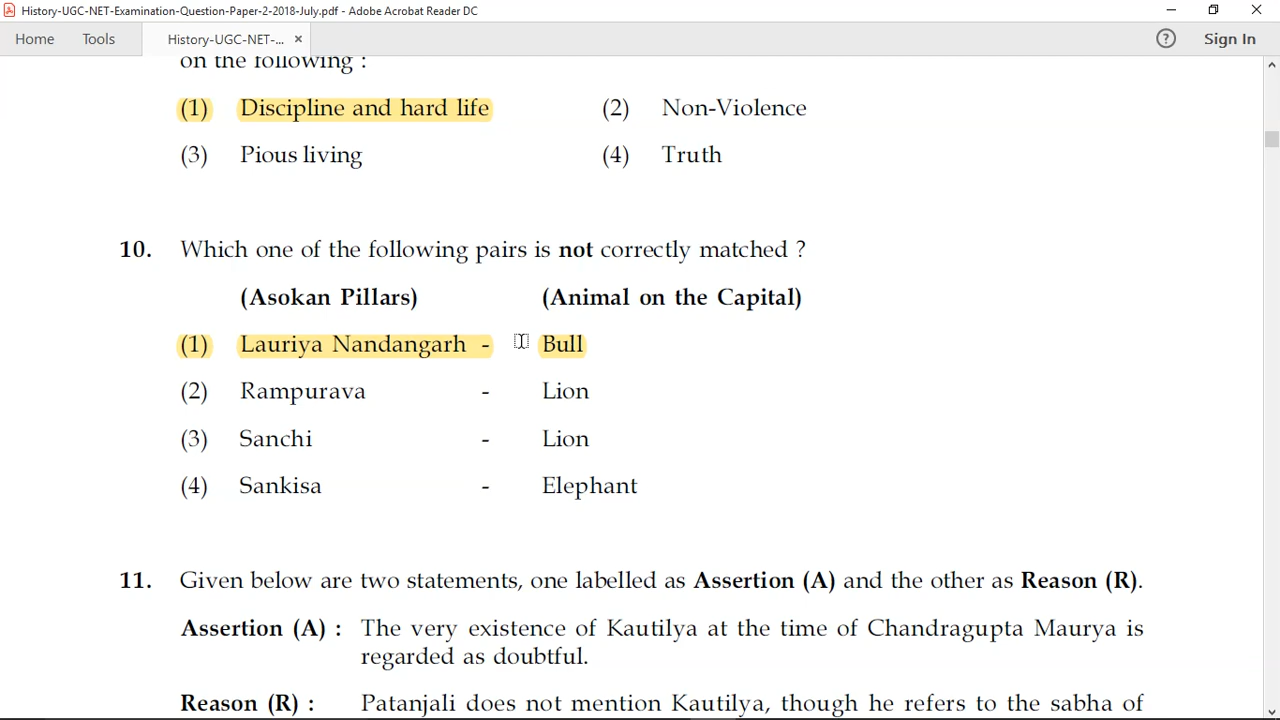 History-UGC-NET-Examination-Question-Paper-2-2018-July.pdf - Adobe Acrobat Reader DC
Home Tools History-UGC-NET-... × ? Sign In
on the following :
(1) Discipline and hard life (2) Non-Violence
(3) Pious living (4) Truth
10. Which one of the following pairs is not correctly matched ?
(Asokan Pillars) (Animal on the Capital)
(1) Lauriya Nandangarh - Bull
(2) Rampurava - Lion
(3) Sanchi - Lion
(4) Sankisa - Elephant
11. Given below are two statements, one labelled as Assertion (A) and the other as Reason (R).
Assertion (A) : The very existence of Kautilya at the time of Chandragupta Maurya is
regarded as doubtful.
Reason (R) : Patanjali does not mention Kautilya, though he refers to the sabha of